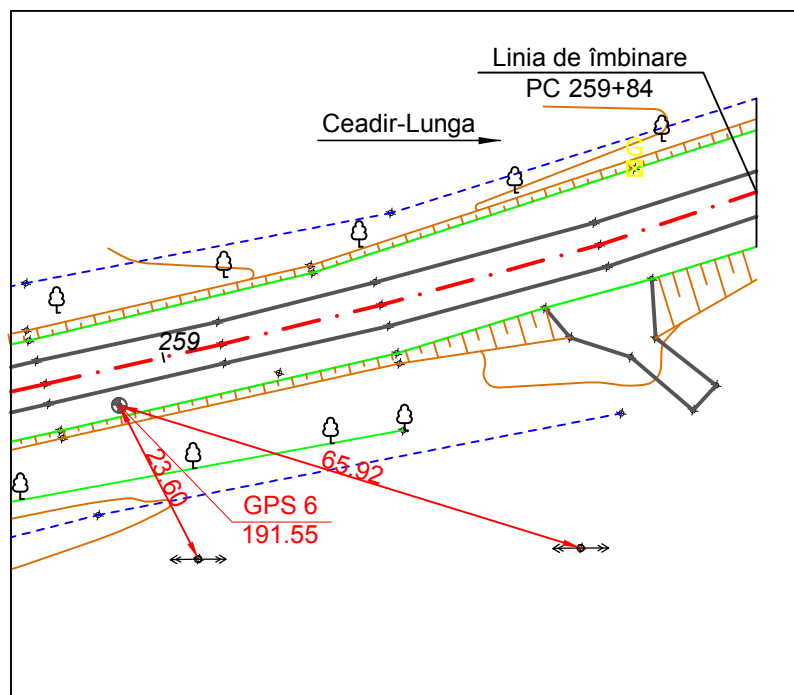 Linia de îmbinare
PC 259+84
Ceadir-Lunga
G
259
23.60
65.92
GPS 6
191.55